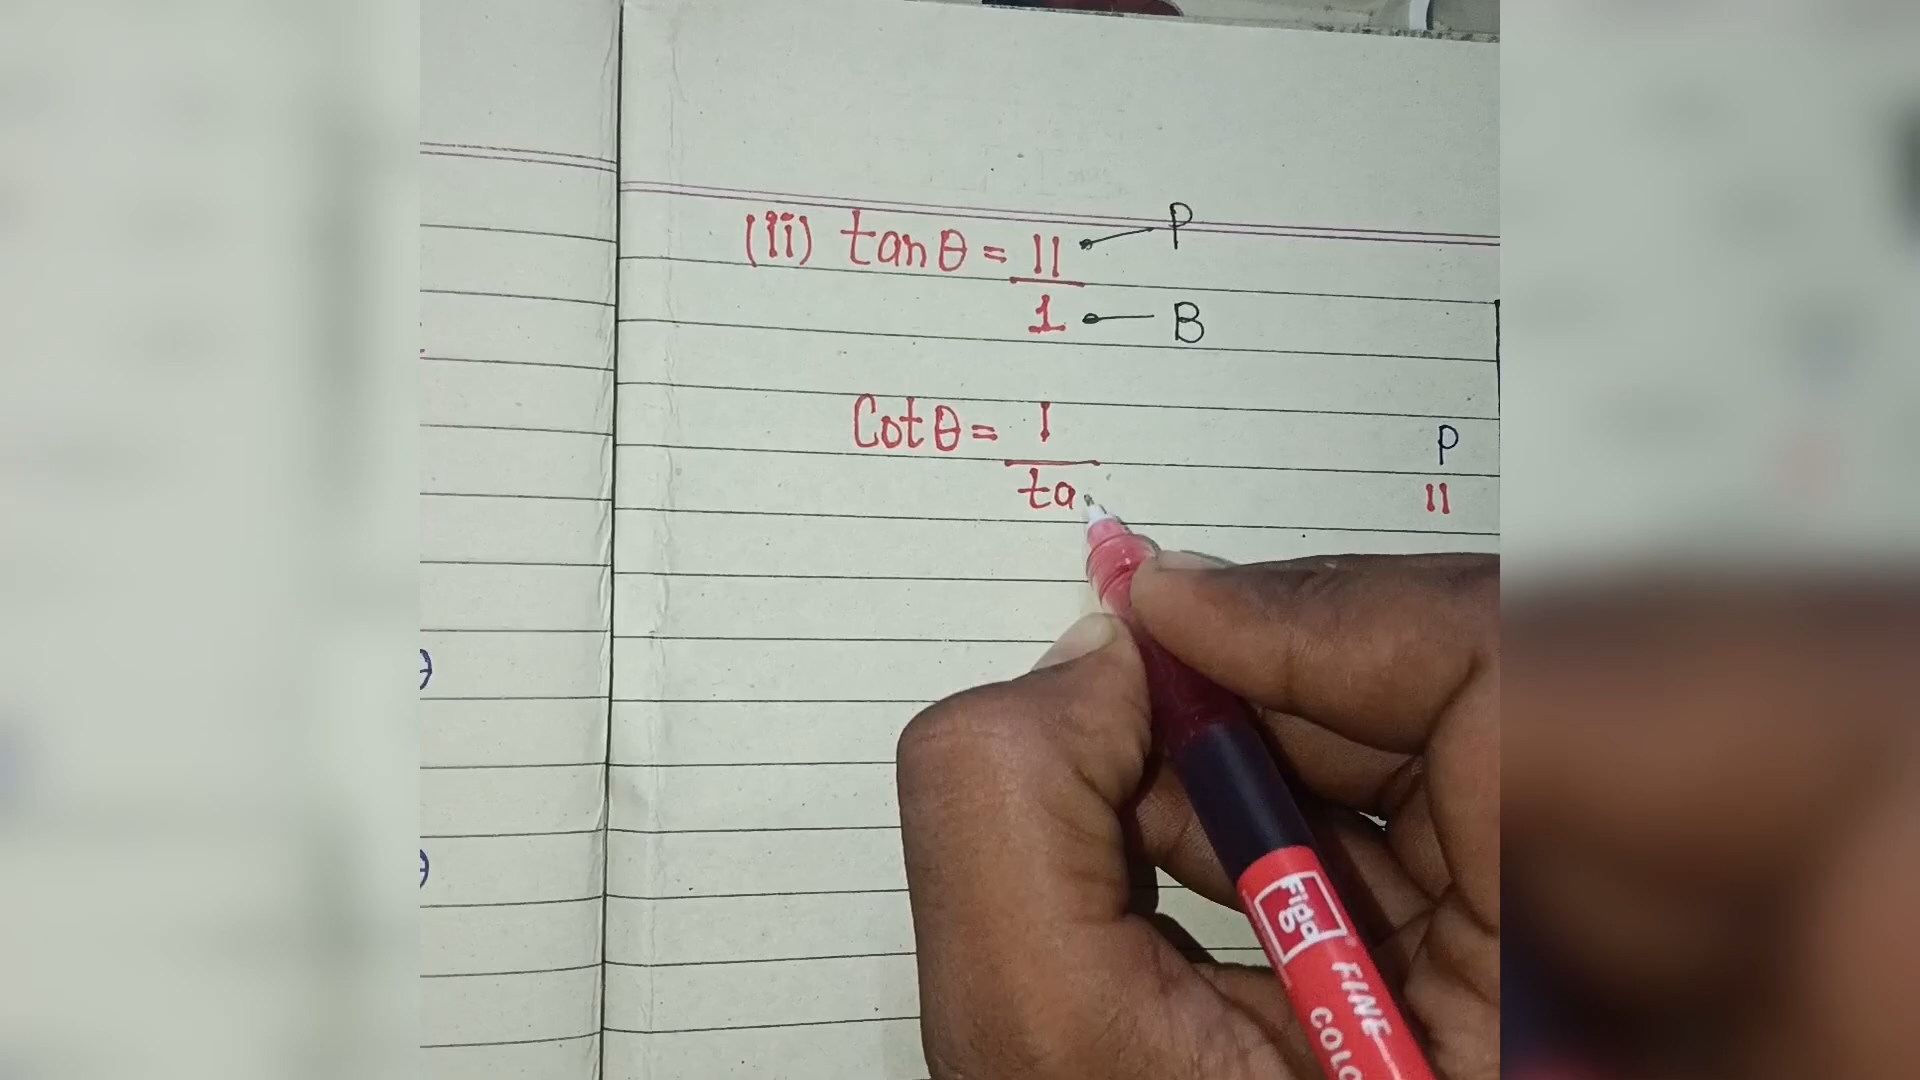 (ii) tanθ = 11 P
1 B
Cotθ = 1
ta
P
11
θ
θ
Figo
FINE
COLO